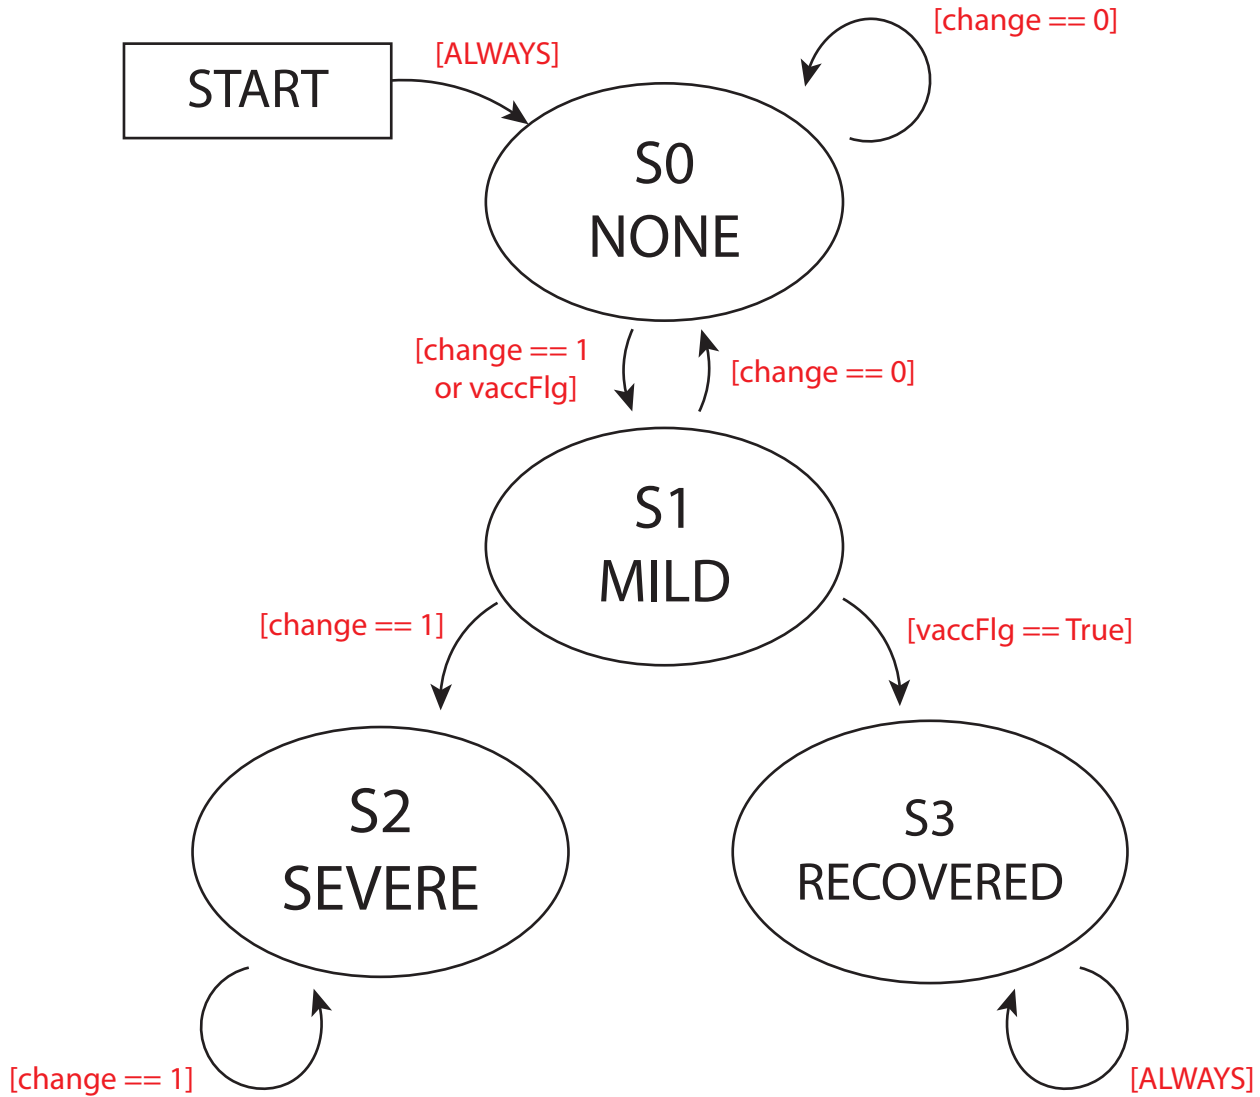 [change == 0]
[ALWAYS]
START
S0
NONE
[change == 1
or vaccFlg]
[change == 0]
S1
MILD
[change == 1]
[vaccFlg == True]
S2
SEVERE
S3
RECOVERED
[change == 1]
[ALWAYS]